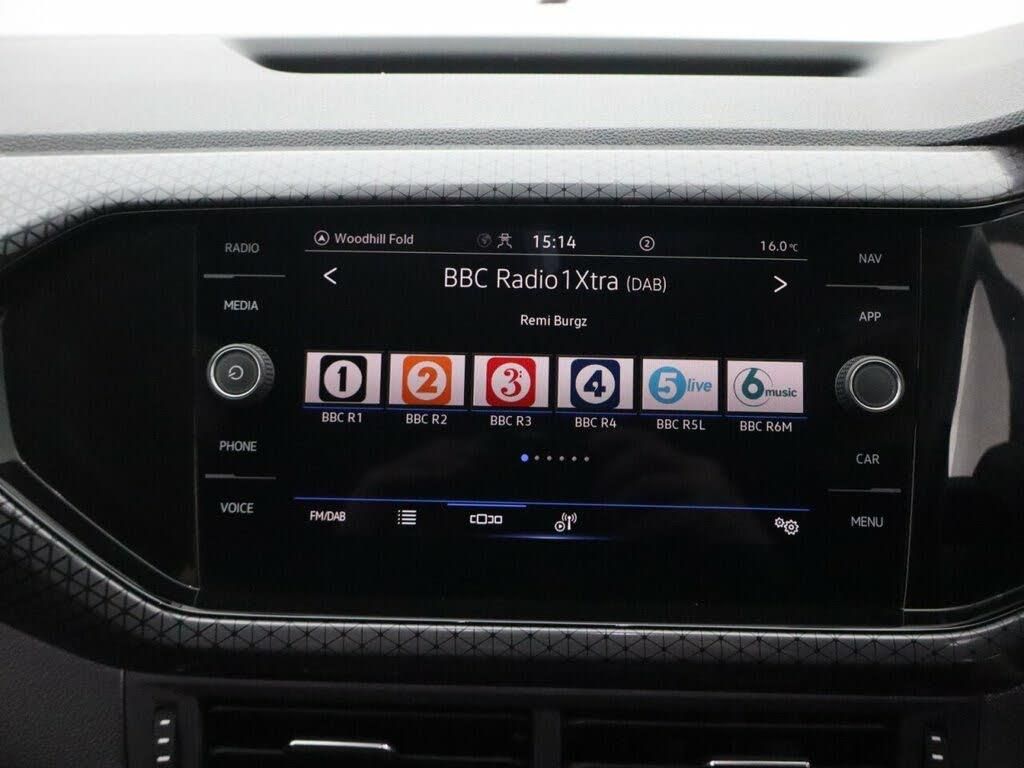 RADIO
MEDIA
PHONE
VOICE
Woodhill Fold
15:14
2
16.0 °C
< BBC Radio 1Xtra (DAB) >
Remi Burgz
1
2
3:
4
5 live
6 music
BBC R1
BBC R2
BBC R3
BBC R4
BBC R5L
BBC R6M
FM/DAB
NAV
APP
CAR
MENU